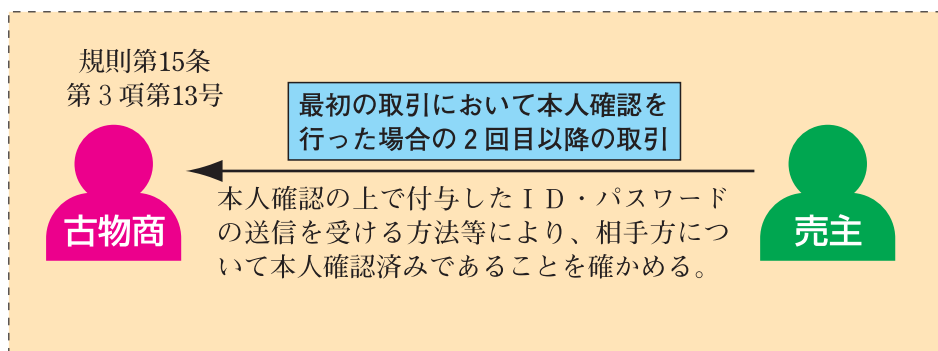 規則第15条
第３項第13号
最初の取引において本人確認を
行った場合の２回目以降の取引
本人確認の上で付与したＩＤ・パスワード
の送信を受ける方法等により、相手方につ
いて本人確認済みであることを確かめる。
古物商
売主